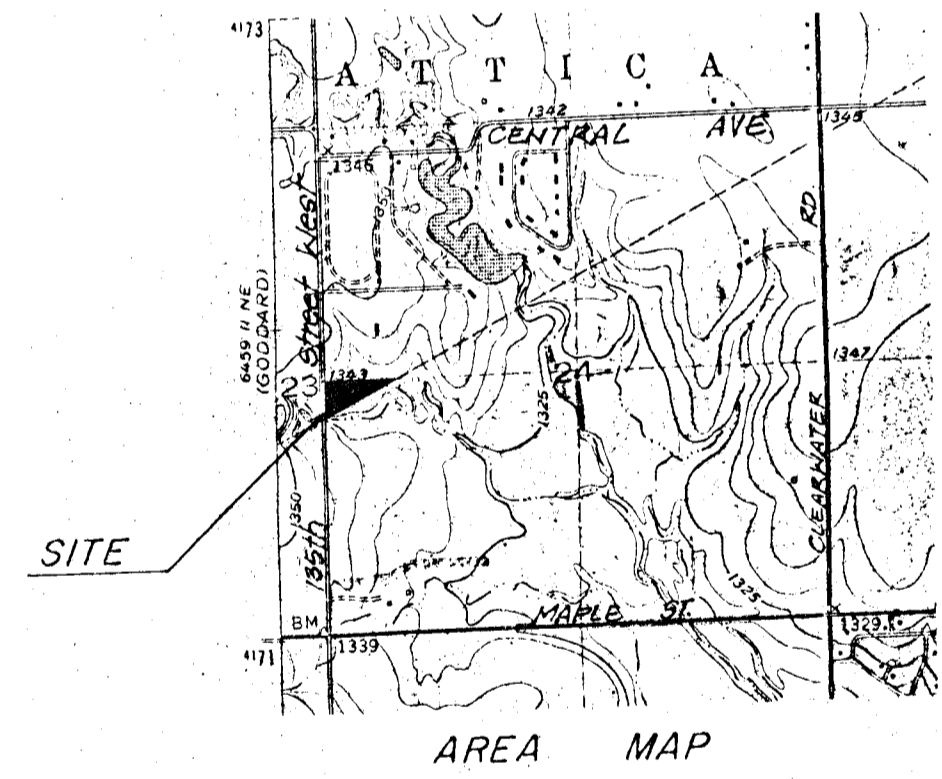 4173
A T T I C A
1342
CENTRAL AVE
1345
1346
1350
135th Street West
RD
CLEARWATER
6459 II NE
(GODDARD)
1343
1347
24
1325
1350
SITE
1325
BM
MAPLE ST.
1329
4171
1339
AREA MAP